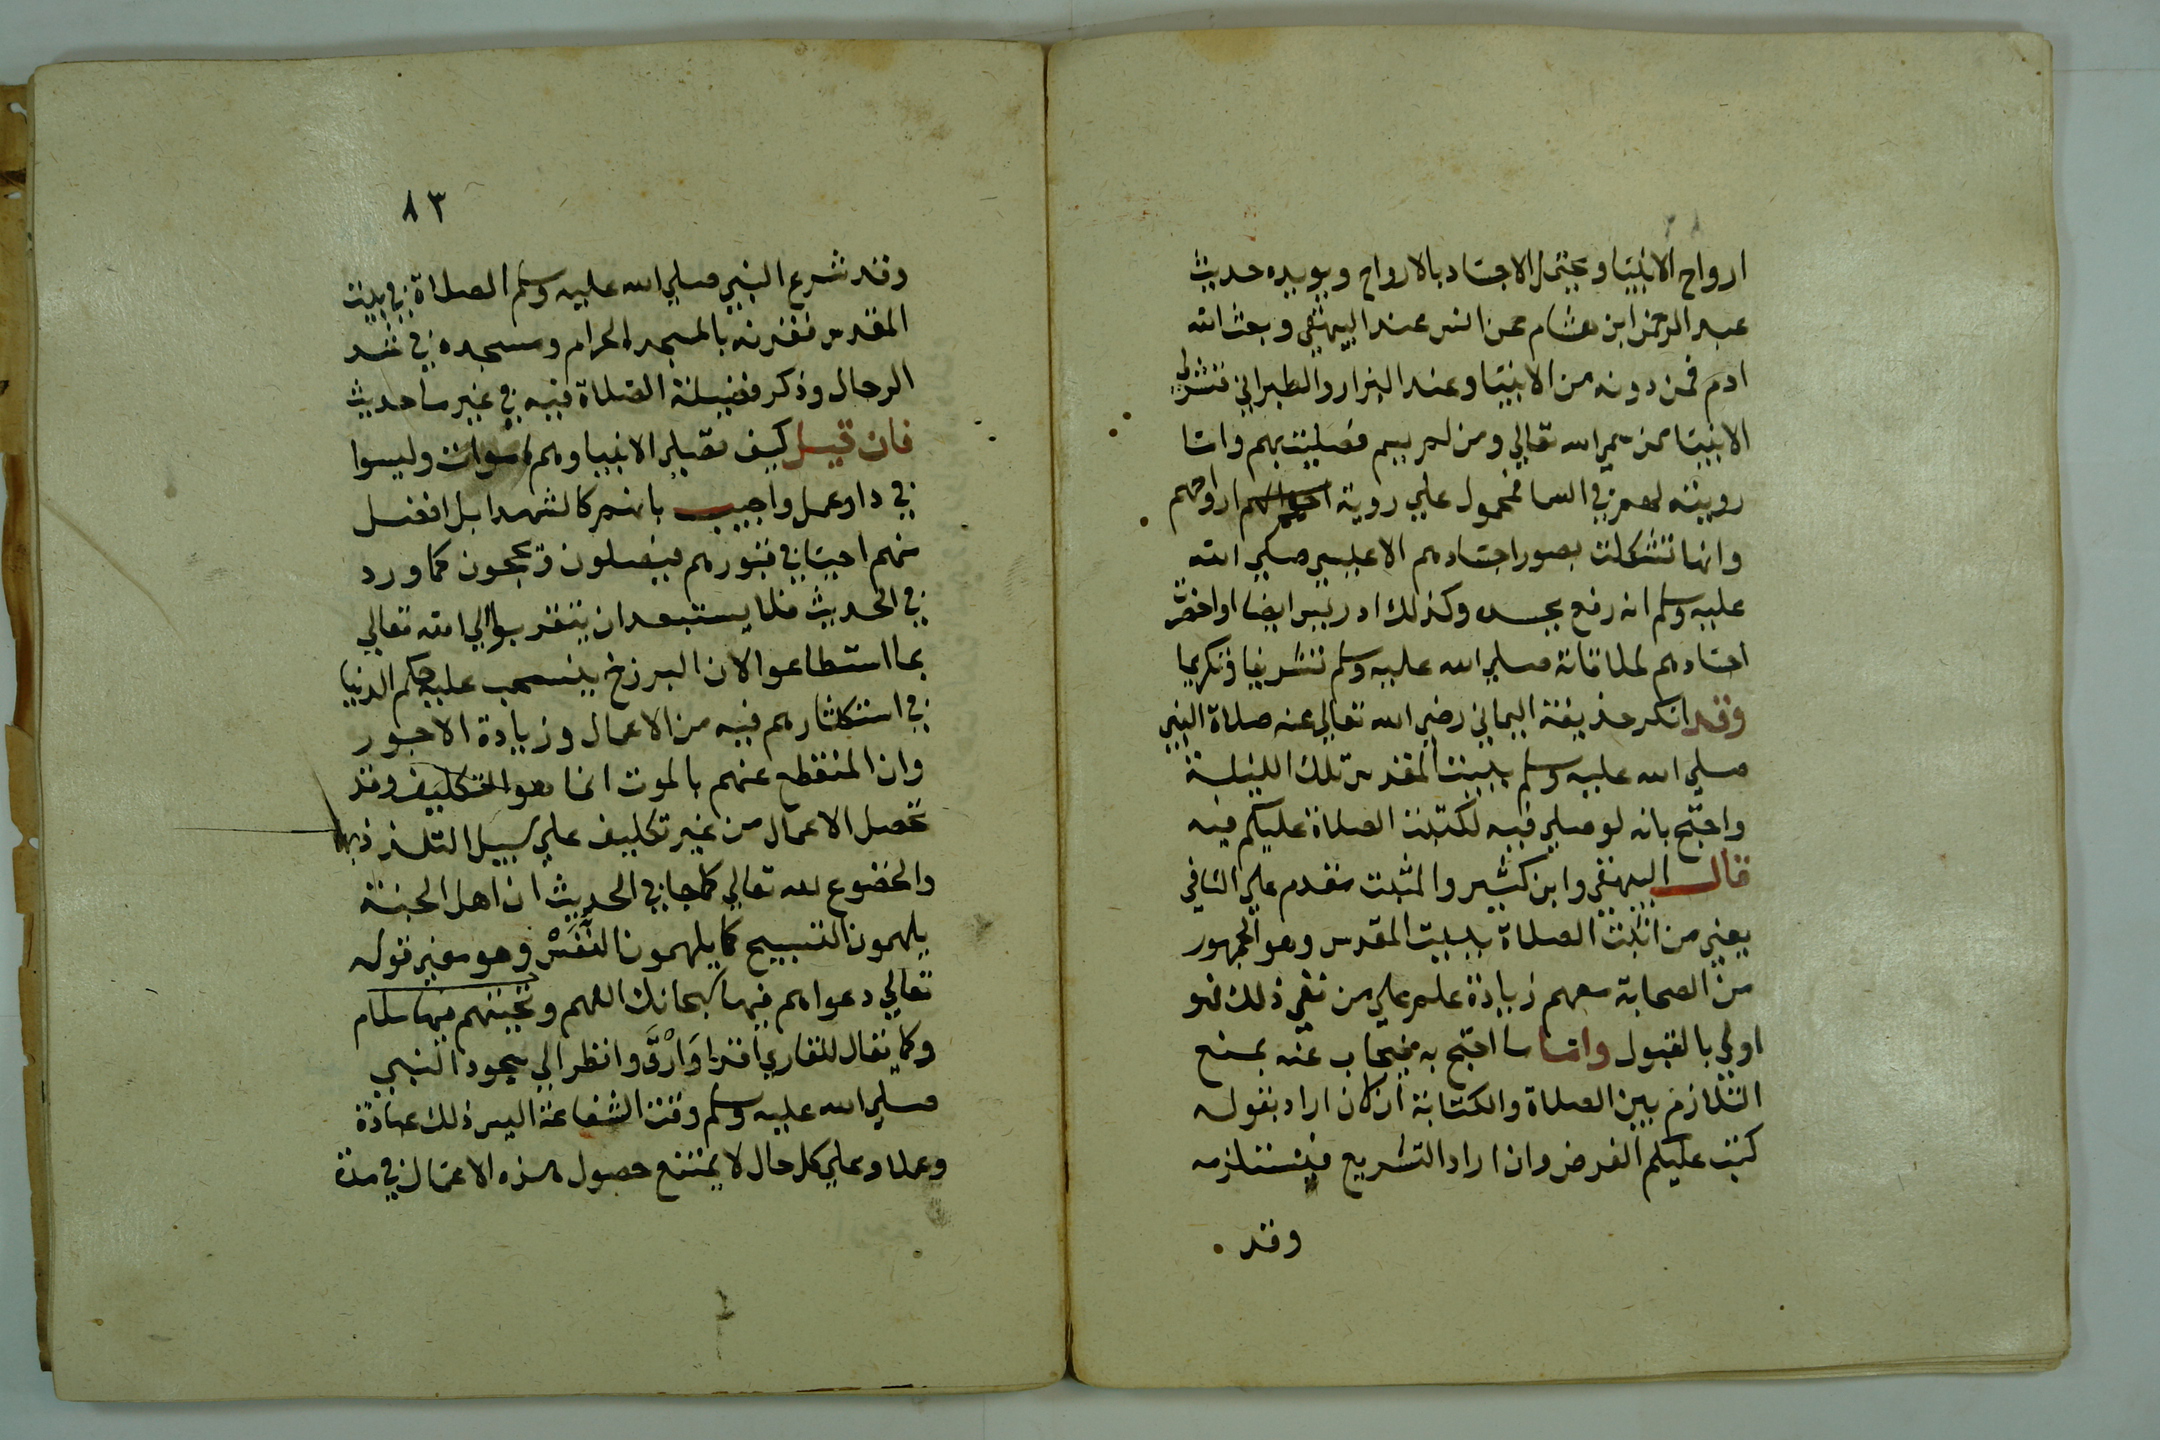 ارواح الانبيا ويحتمل الاجساد بالارواح ويويده حديث
عبد الرحمن ابن هشام عن انس عند البيهقي وبعث الله
ادم فمن دونه من الانبيا وعند البزار والطبراني فنشر لي
الانبيا من سمي الله تعالي ومن لم يسم فصليت بهم واما
رويته لهم في السما فمحمول علي روية ارواحهم
وانها تشكلت بصور اجسادهم الا عيسي صلي الله
عليه وسلم انه رفع بجسده وكذلك ادريس ايضا او احضرت
اجسادهم لملاقاته صلي الله عليه وسلم تشريفا وتكريما
وقد انكر حذيفة اليماني رضي الله تعالي عنه صلاة النبي
صلي الله عليه وسلم ببيت المقدس تلك الليلة
واحتج بانه لو صلي فيه لكتبت الصلاة عليكم فيه
قال البيهقي وابن كثير والمثبت مقدم علي النافي
يعني من اثبت الصلاة ببيت المقدس وهو الجمهور
من الصحابة معهم زيادة علم علي من نفي ذلك فهو
اولي بالقبول واما ما احتج به فيجاب عنه بمنع
التلازم بين الصلاة والكتابة ان كان اراد بقوله
كتبت عليكم الفرض وان اراد التشريع فيستلزمه
وقد
٨٣
وقد شرع النبي صلي الله عليه وسلم الصلاة في بيت
المقدس فقرنه بالمسجد الحرام ومسجده في شد
الرحال وذكر فضيلة الصلاة فيه في غير ما حديث
فان قيل كيف تصلي الانبيا وهم اموات وليسوا
في دار عمل واجيب بانهم كالشهدا بل افضل
منهم احيا في قبورهم فيصلون ويحجون كما ورد
في الحديث فلا يستبعد ان يتقربوا الي الله تعالي
بما استطاعوا لان البرزخ ينسحب عليه حكم الدنيا
في استكثارهم فيه من الاعمال وزيادة الاجور
وان المنقطع عنهم بالموت انما هو التكليف وقد
تحصل الاعمال من غير تكليف علي سبيل التلذذ بها
والخضوع لله تعالي كما جا في الحديث ان اهل الجنة
يلهمون التسبيح كما يلهمون النَّفَسْ وهو معني قوله
تعالي دعواهم فيها سبحانك اللهم وتحيتهم فيها سلام
وكما يقال للقاري اقرا وَارْقَ وانظر الي سجود النبي
صلي الله عليه وسلم وقت الشفاعة اليس ذلك عبادة
وعملا وعلي كل حال لا يمتنع حصول هذه الاعمال في مدة